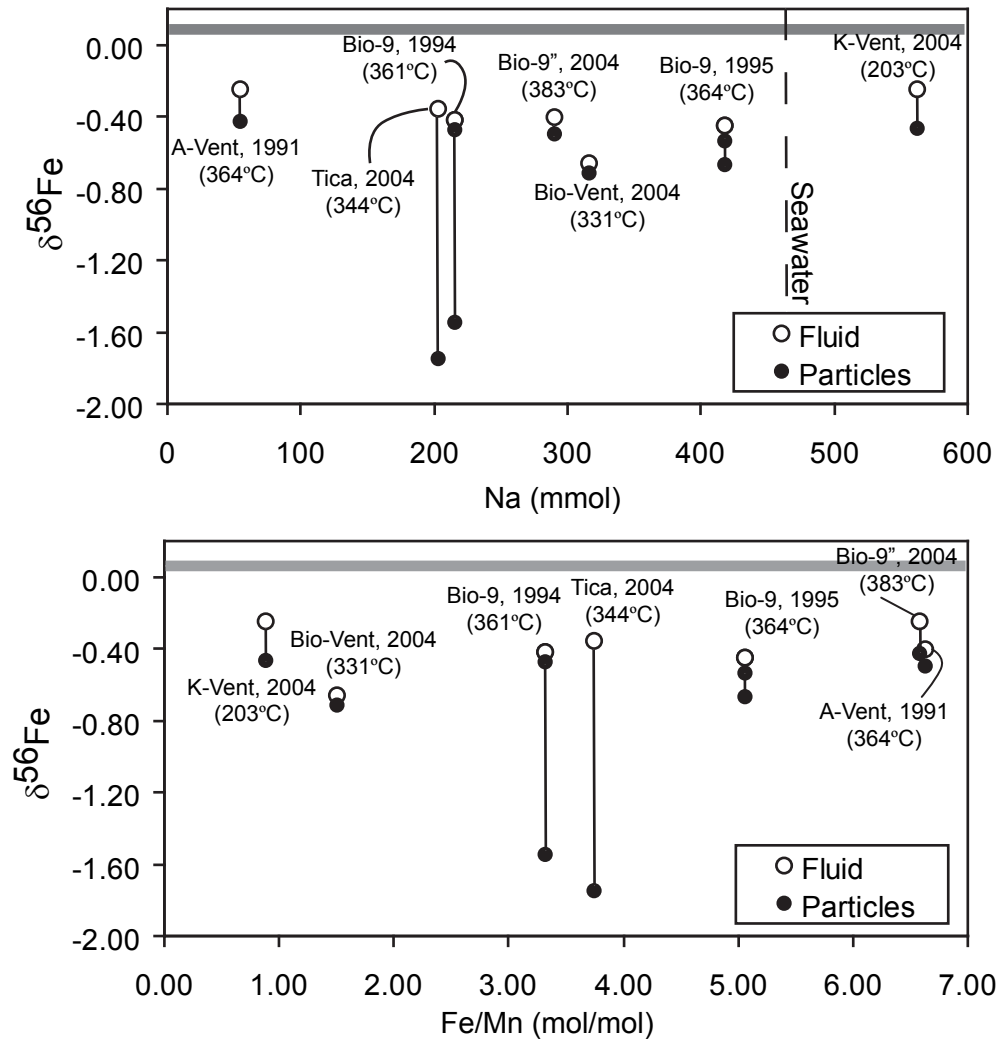 0.00
-0.40
-0.80
-1.20
-1.60
-2.00
δ56Fe
A-Vent, 1991
(364ºC)
Bio-9, 1994
(361ºC)
Tica, 2004
(344ºC)
Bio-9”, 2004
(383ºC)
Bio-Vent, 2004
(331ºC)
Bio-9, 1995
(364ºC)
K-Vent, 2004
(203ºC)
Seawater
Fluid
Particles
0
100
200
300
400
500
600
Na (mmol)
0.00
-0.40
-0.80
-1.20
-1.60
-2.00
δ56Fe
K-Vent, 2004
(203ºC)
Bio-Vent, 2004
(331ºC)
Bio-9, 1994
(361ºC)
Tica, 2004
(344ºC)
Bio-9, 1995
(364ºC)
Bio-9”, 2004
(383ºC)
A-Vent, 1991
(364ºC)
Fluid
Particles
0.00
1.00
2.00
3.00
4.00
5.00
6.00
7.00
Fe/Mn (mol/mol)